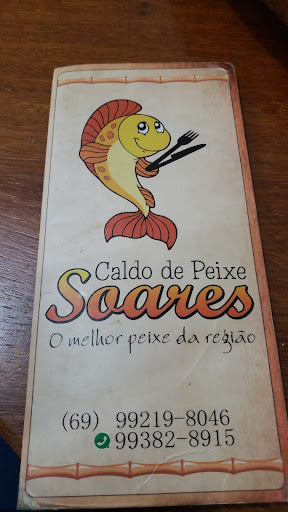 Caldo de Peixe
Soares
O melhor peixe da região
(69) 99219-8046
99382-8915